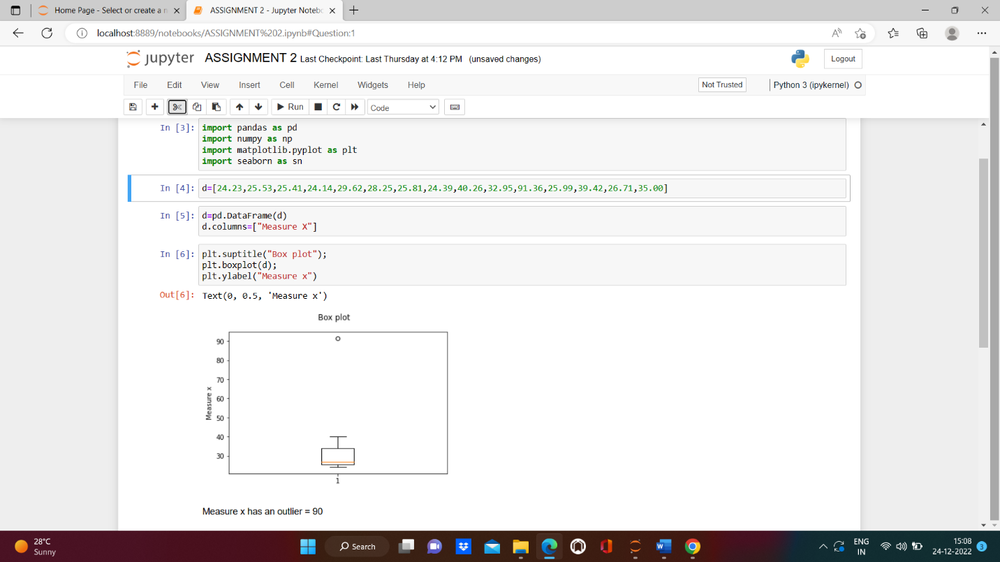 Home Page - Select or create a n
ASSIGNMENT 2 - Jupyter Notebo
localhost:8889/notebooks/ASSIGNMENT%202.ipynb#Question:1
jupyter ASSIGNMENT 2 Last Checkpoint: Last Thursday at 4:12 PM (unsaved changes)
Logout
File Edit View Insert Cell Kernel Widgets Help
Not Trusted
Python 3 (ipykernel)
Run
Code
In [3]: import pandas as pd
import numpy as np
import matplotlib.pyplot as plt
import seaborn as sn
In [4]: d=[24.23,25.53,25.41,24.14,29.62,28.25,25.81,24.39,40.26,32.95,91.36,25.99,39.42,26.71,35.00]
In [5]: d=pd.DataFrame(d)
d.columns=["Measure X"]
In [6]: plt.suptitle("Box plot");
plt.boxplot(d);
plt.ylabel("Measure x")
Out[6]: Text(0, 0.5, 'Measure x')
Box plot
90
80
70
60
50
40
30
Measure x
1
Measure x has an outlier = 90
28°C
Sunny
Search
ENG
IN
15:08
24-12-2022
3